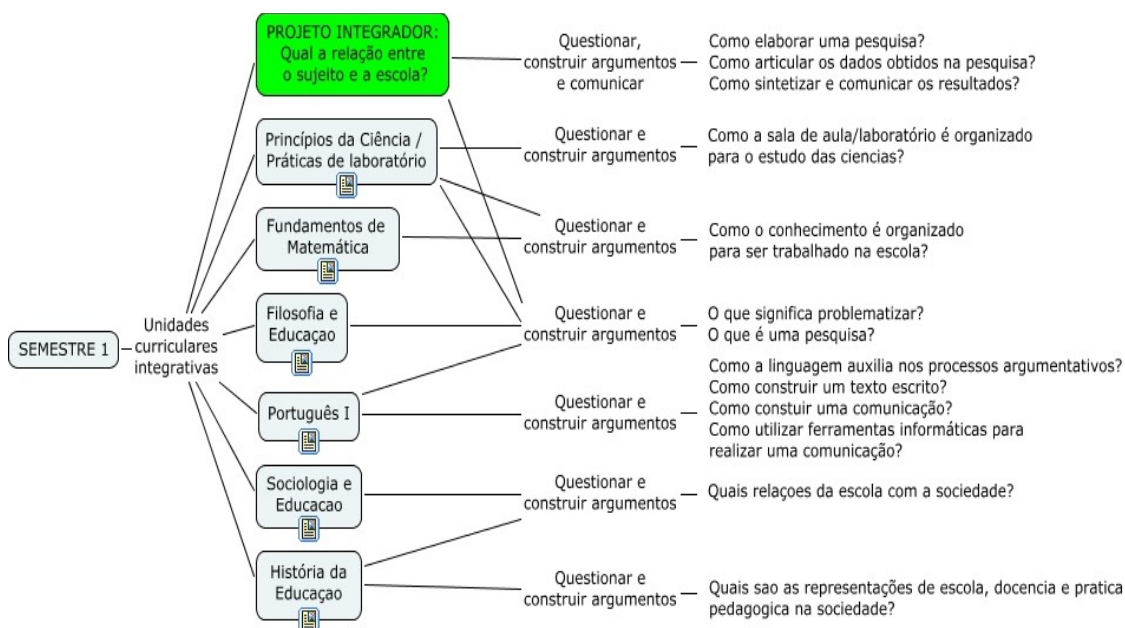 PROJETO INTEGRADOR:
Qual a relação entre
o sujeito e a escola?
Questionar,
construir argumentos
e comunicar
Como elaborar uma pesquisa?
Como articular os dados obtidos na pesquisa?
Como sintetizar e comunicar os resultados?
Princípios da Ciência /
Práticas de laboratório
Questionar e
construir argumentos
Como a sala de aula/laboratório é organizado
para o estudo das ciencias?
Fundamentos de
Matemática
Questionar e
construir argumentos
Como o conhecimento é organizado
para ser trabalhado na escola?
SEMESTRE 1
Unidades
curriculares
integrativas
Filosofia e
Educaçao
Questionar e
construir argumentos
O que significa problematizar?
O que é uma pesquisa?
Português I
Questionar e
construir argumentos
Como a linguagem auxilia nos processos argumentativos?
Como construir um texto escrito?
Como constuir uma comunicação?
Como utilizar ferramentas informáticas para
realizar uma comunicação?
Sociologia e
Educacao
Questionar e
construir argumentos
Quais relaçoes da escola com a sociedade?
História da
Educaçao
Questionar e
construir argumentos
Quais sao as representações de escola, docencia e pratica
pedagogica na sociedade?